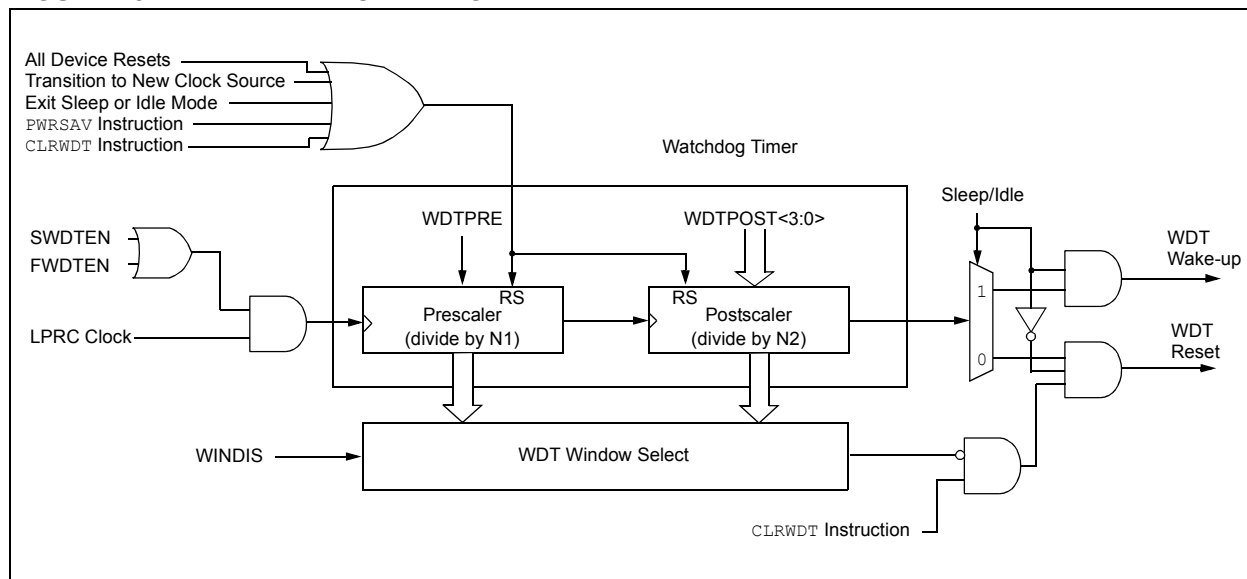 All Device Resets
Transition to New Clock Source
Exit Sleep or Idle Mode
PWRSAV Instruction
CLRWDT Instruction
Watchdog Timer
Sleep/Idle
WDTPRE
WDTPOST<3:0>
SWDTEN
FWDTEN
WDT
Wake-up
RS
RS
1
Prescaler
(divide by N1)
Postscaler
(divide by N2)
LPRC Clock
WDT
Reset
0
WINDIS
WDT Window Select
CLRWDT Instruction